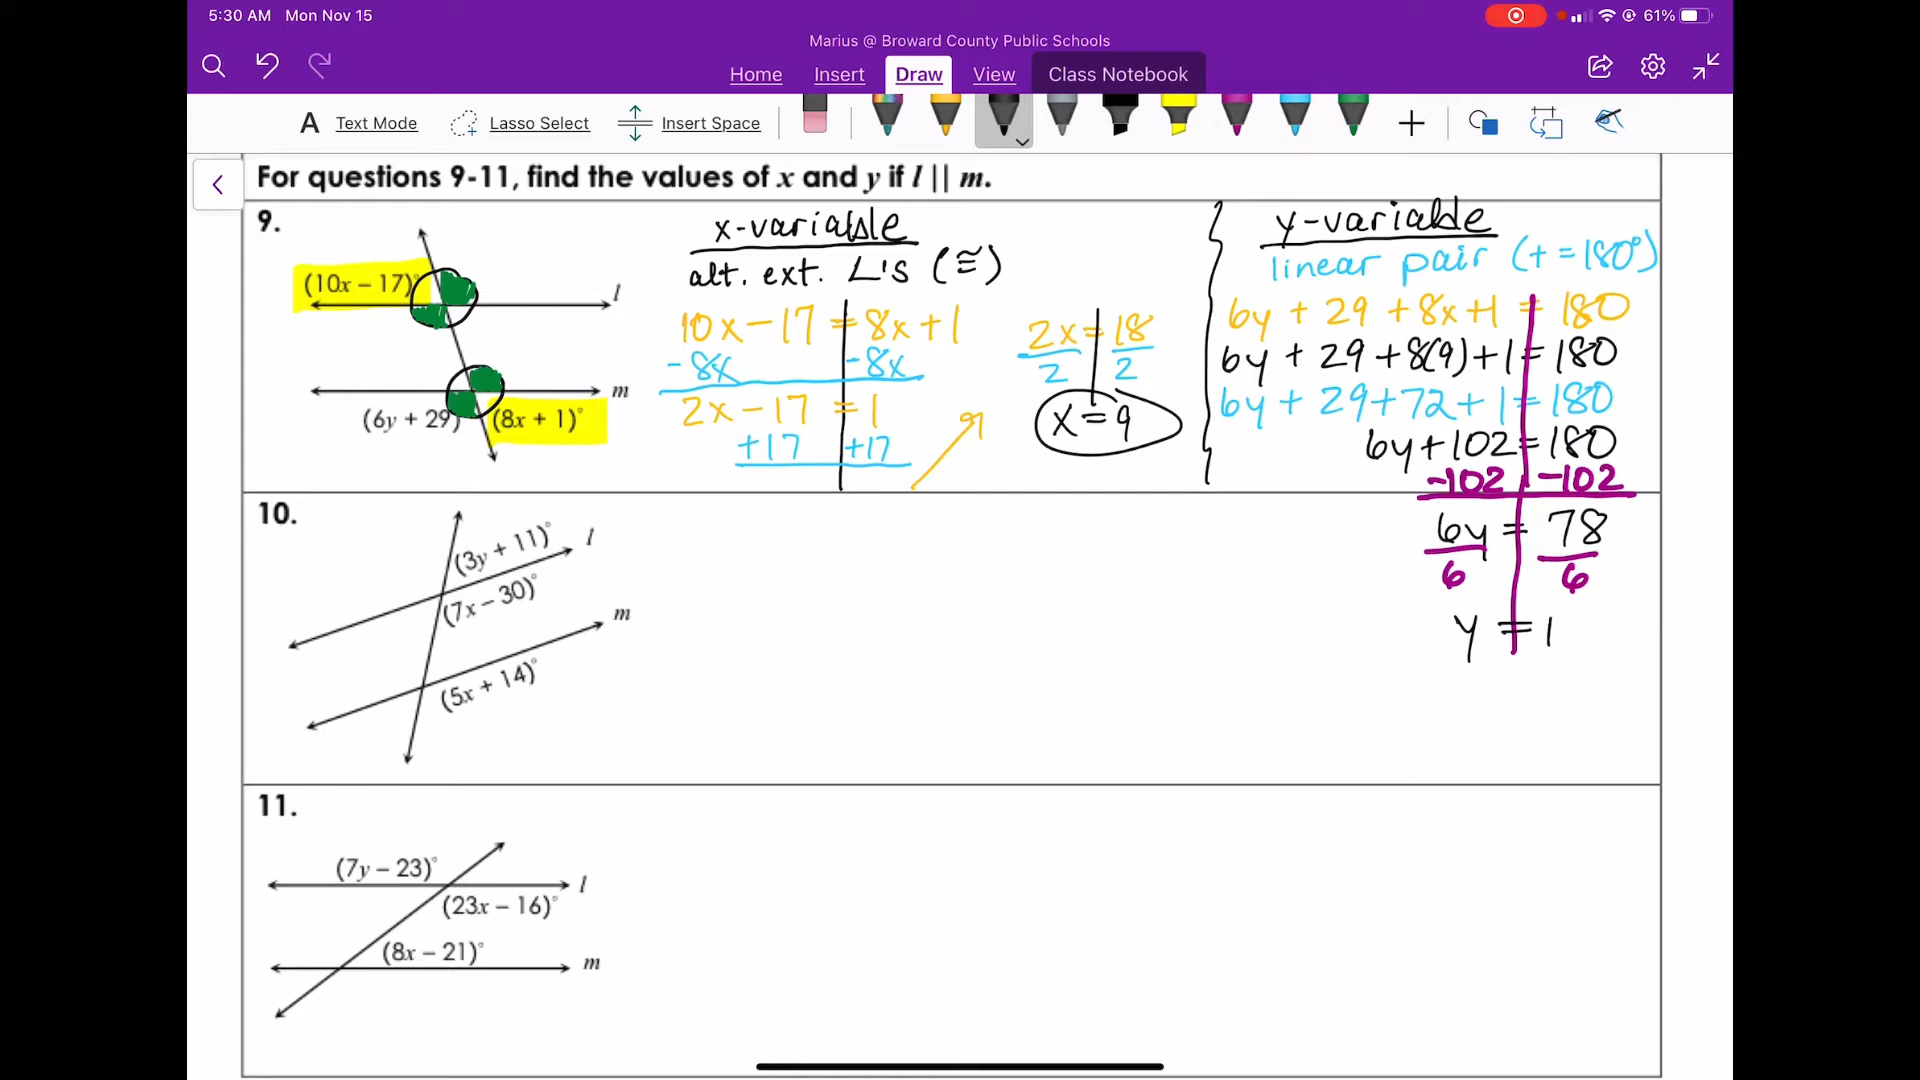 5:30 AM Mon Nov 15
61%
Marius @ Broward County Public Schools
Home Insert Draw View Class Notebook
A Text Mode Lasso Select Insert Space
For questions 9-11, find the values of x and y if l || m.
9.
(10x – 17)°
l
m
(6y + 29)
(8x + 1)°
x-variable
alt. ext. L's (≅)
10x – 17 = 8x + 1
-8x -8x
2x – 17 = 1
+17 +17
2x = 18
2 2
x = 9
y-variable
linear pair (+ = 180°)
6y + 29 + 8x + 1 = 180
6y + 29 + 8(9) + 1 = 180
6y + 29 + 72 + 1 = 180
6y + 102 = 180
-102 -102
6y = 78
6 6
y = 1
10.
(3y + 11)°
l
(7x – 30)°
m
(5x + 14)°
11.
(7y – 23)°
l
(23x – 16)°
(8x – 21)°
m